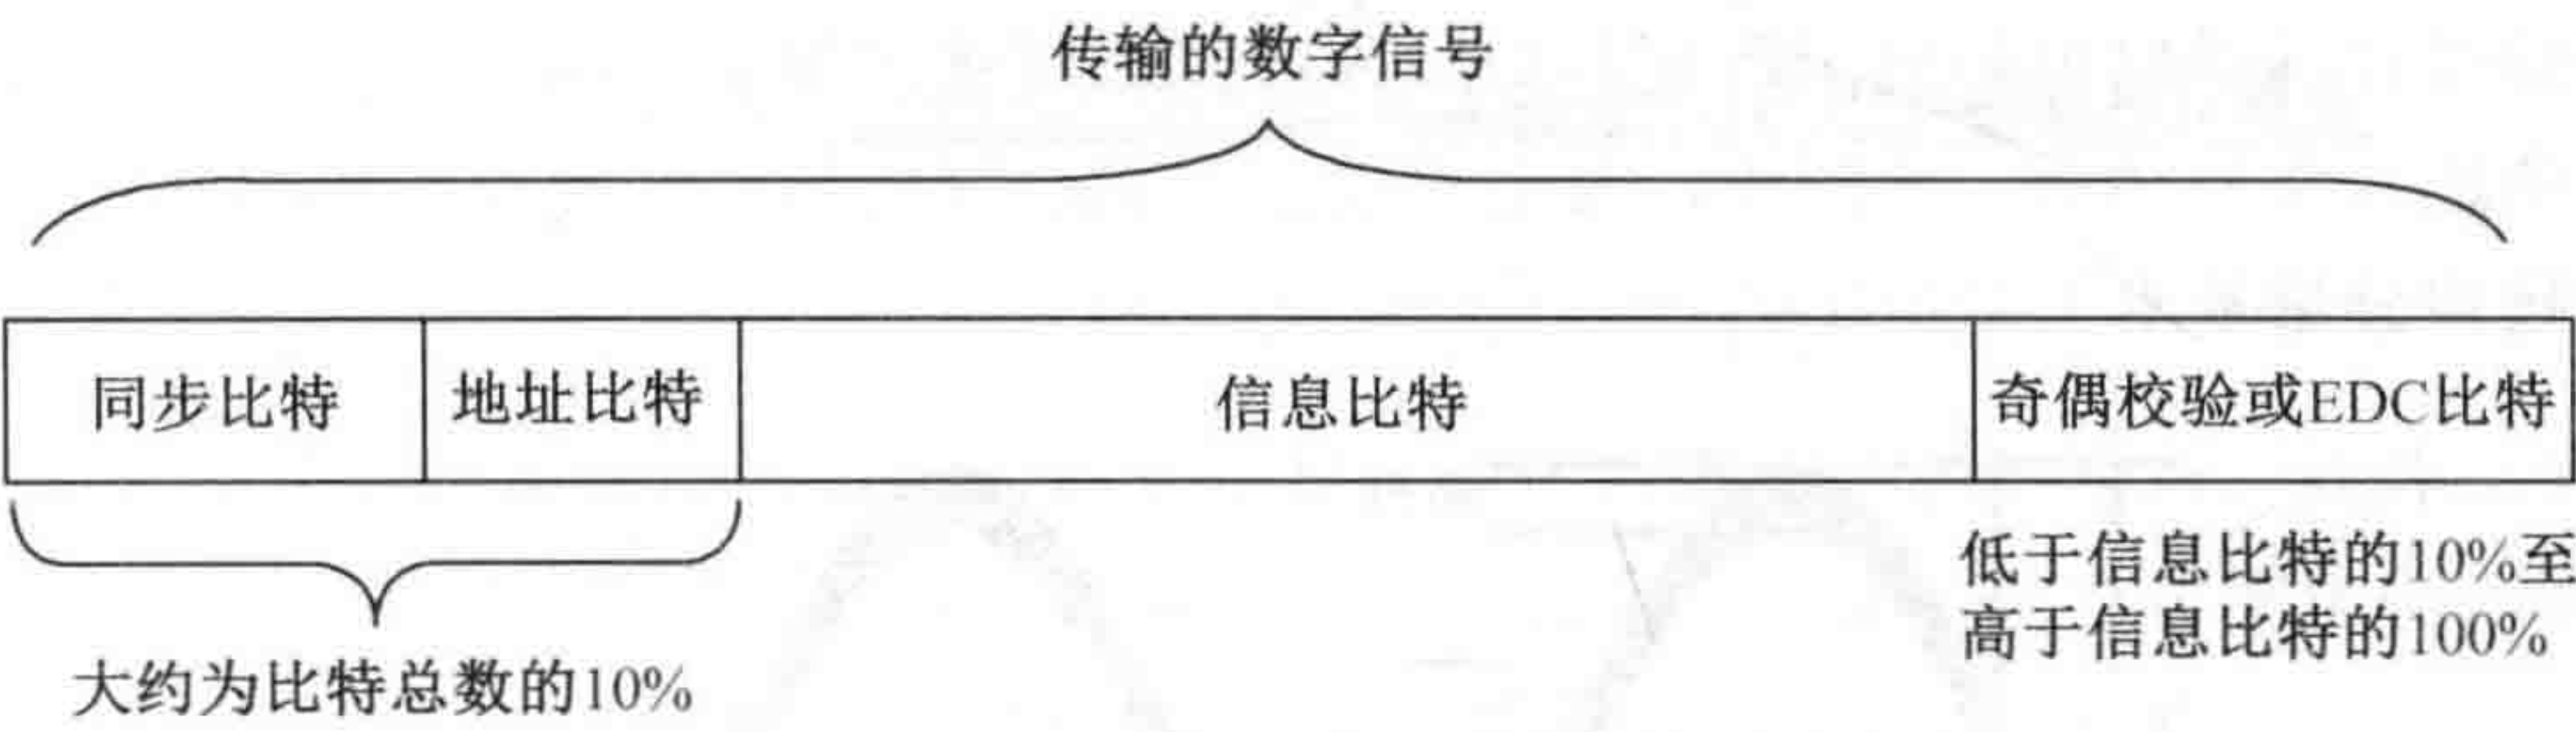 传输的数字信号
同步比特
地址比特
信息比特
奇偶校验或EDC比特
低于信息比特的10%至
高于信息比特的100%
大约为比特总数的10%